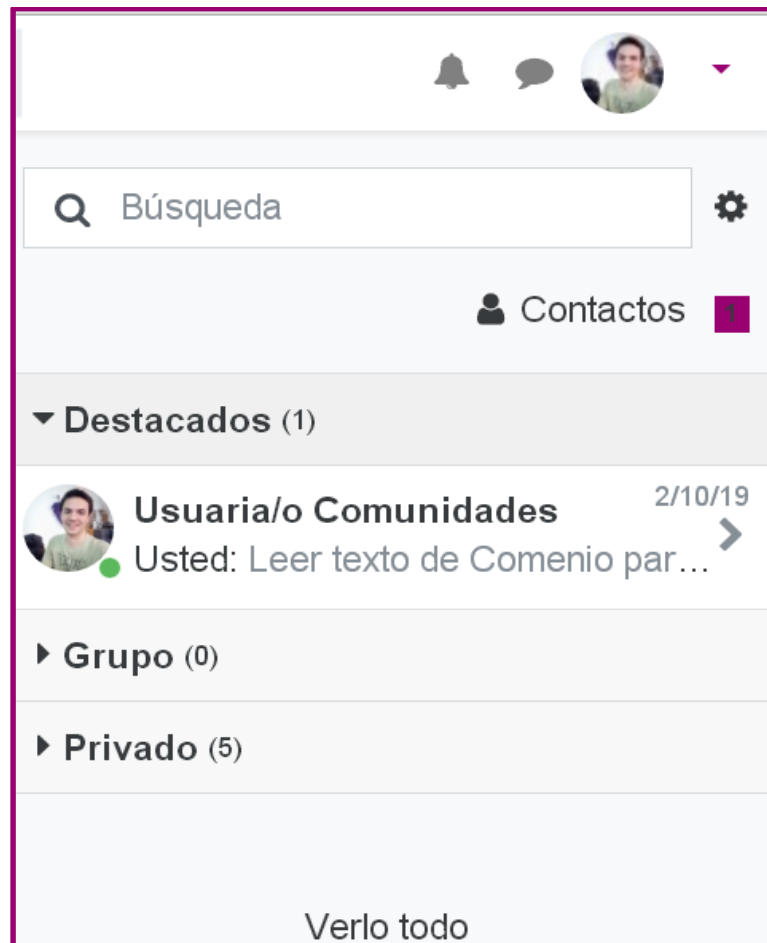 Búsqueda
Contactos 1
Destacados (1)
Usuaria/o Comunidades 2/10/19
Usted: Leer texto de Comenio par...
Grupo (0)
Privado (5)
Verlo todo